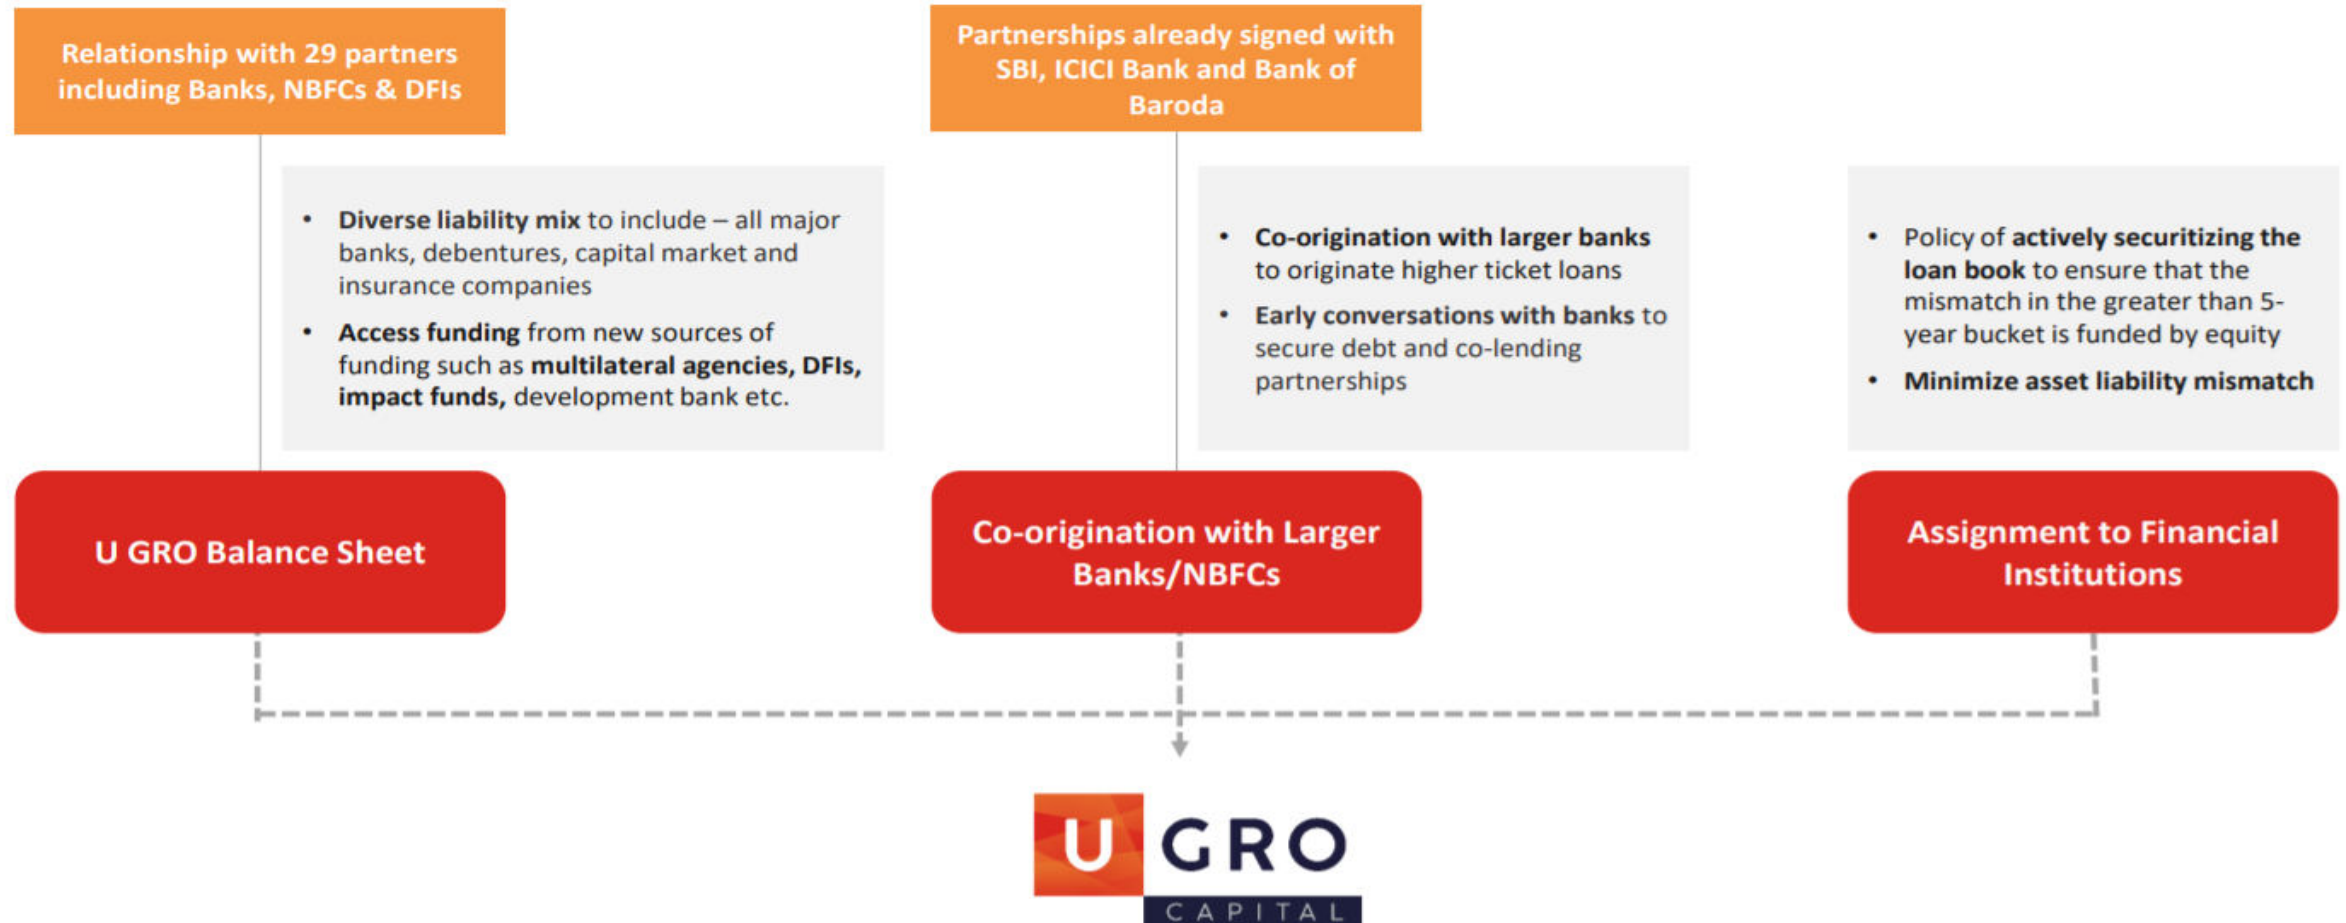 Relationship with 29 partners
including Banks, NBFCs & DFIs
• Diverse liability mix to include – all major
banks, debentures, capital market and
insurance companies
• Access funding from new sources of
funding such as multilateral agencies, DFIs,
impact funds, development bank etc.
U GRO Balance Sheet
Partnerships already signed with
SBI, ICICI Bank and Bank of
Baroda
• Co-origination with larger banks
to originate higher ticket loans
• Early conversations with banks to
secure debt and co-lending
partnerships
Co-origination with Larger
Banks/NBFCs
• Policy of actively securitizing the
loan book to ensure that the
mismatch in the greater than 5-
year bucket is funded by equity
• Minimize asset liability mismatch
Assignment to Financial
Institutions
U GRO
CAPITAL